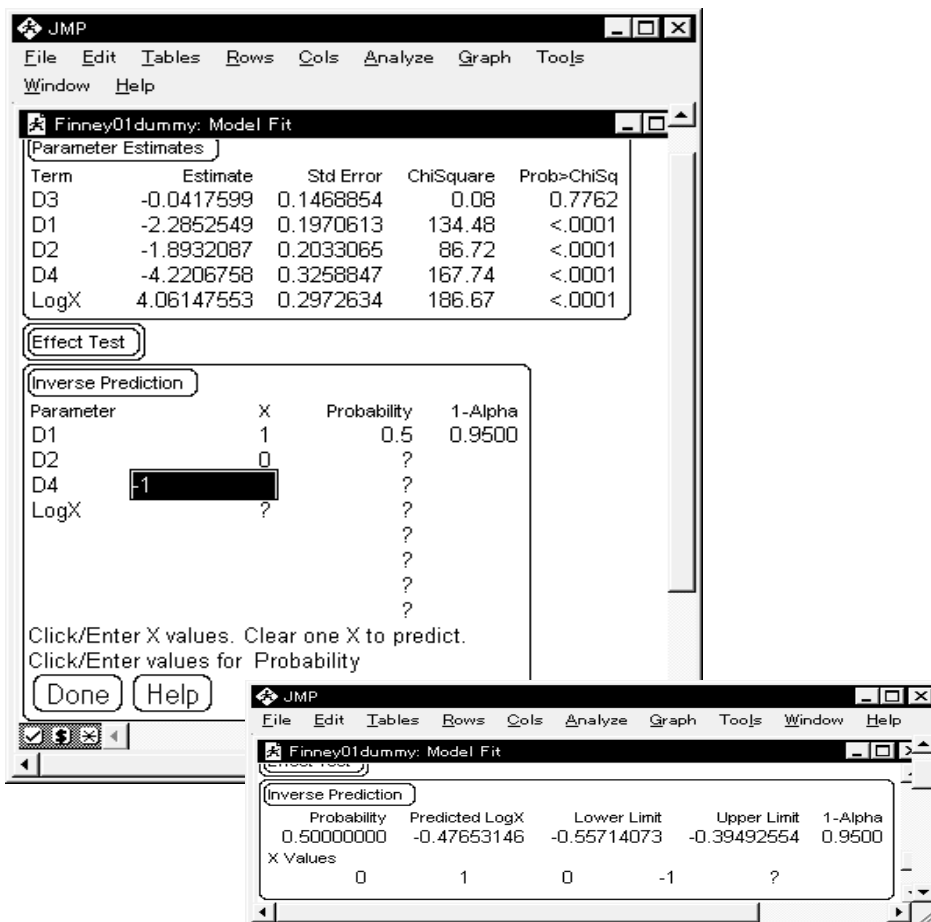 JMP
File Edit Tables Rows Cols Analyze Graph Tools
Window Help
Finney01dummy: Model Fit
Parameter Estimates
Term Estimate Std Error ChiSquare Prob>ChiSq
D3 -0.0417599 0.1468854 0.08 0.7762
D1 -2.2852549 0.1970613 134.48 <.0001
D2 -1.8932087 0.2033065 86.72 <.0001
D4 -4.2206758 0.3258847 167.74 <.0001
LogX 4.06147553 0.2972634 186.67 <.0001
Effect Test
Inverse Prediction
Parameter X Probability 1-Alpha
D1 1 0.5 0.9500
D2 0 ?
D4 -1 ?
LogX ? ?
?
?
?
?
Click/Enter X values. Clear one X to predict.
Click/Enter values for Probability
Done Help
JMP
File Edit Tables Rows Cols Analyze Graph Tools Window Help
Finney01dummy: Model Fit
Effect Test
Inverse Prediction
Probability Predicted LogX Lower Limit Upper Limit 1-Alpha
0.50000000 -0.47653146 -0.55714073 -0.39492554 0.9500
X Values
0 1 0 -1 ?